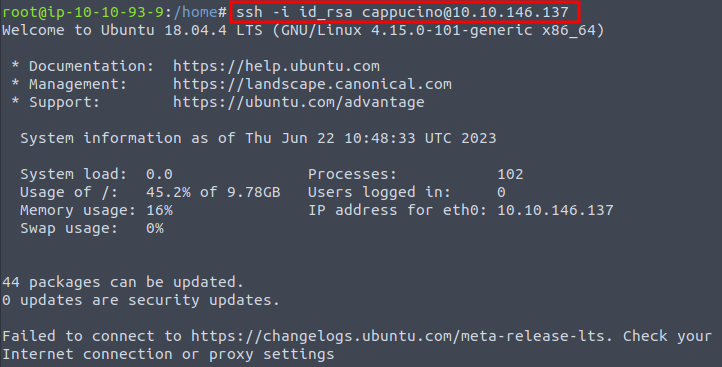 root@ip-10-10-93-9:/home# ssh -i id_rsa cappucino@10.10.146.137
Welcome to Ubuntu 18.04.4 LTS (GNU/Linux 4.15.0-101-generic x86_64)
* Documentation:  https://help.ubuntu.com
* Management:     https://landscape.canonical.com
* Support:        https://ubuntu.com/advantage
System information as of Thu Jun 22 10:48:33 UTC 2023
System load:  0.0                Processes:           102
Usage of /:   45.2% of 9.78GB   Users logged in:     0
Memory usage: 16%                IP address for eth0: 10.10.146.137
Swap usage:   0%
44 packages can be updated.
0 updates are security updates.
Failed to connect to https://changelogs.ubuntu.com/meta-release-lts. Check your
Internet connection or proxy settings